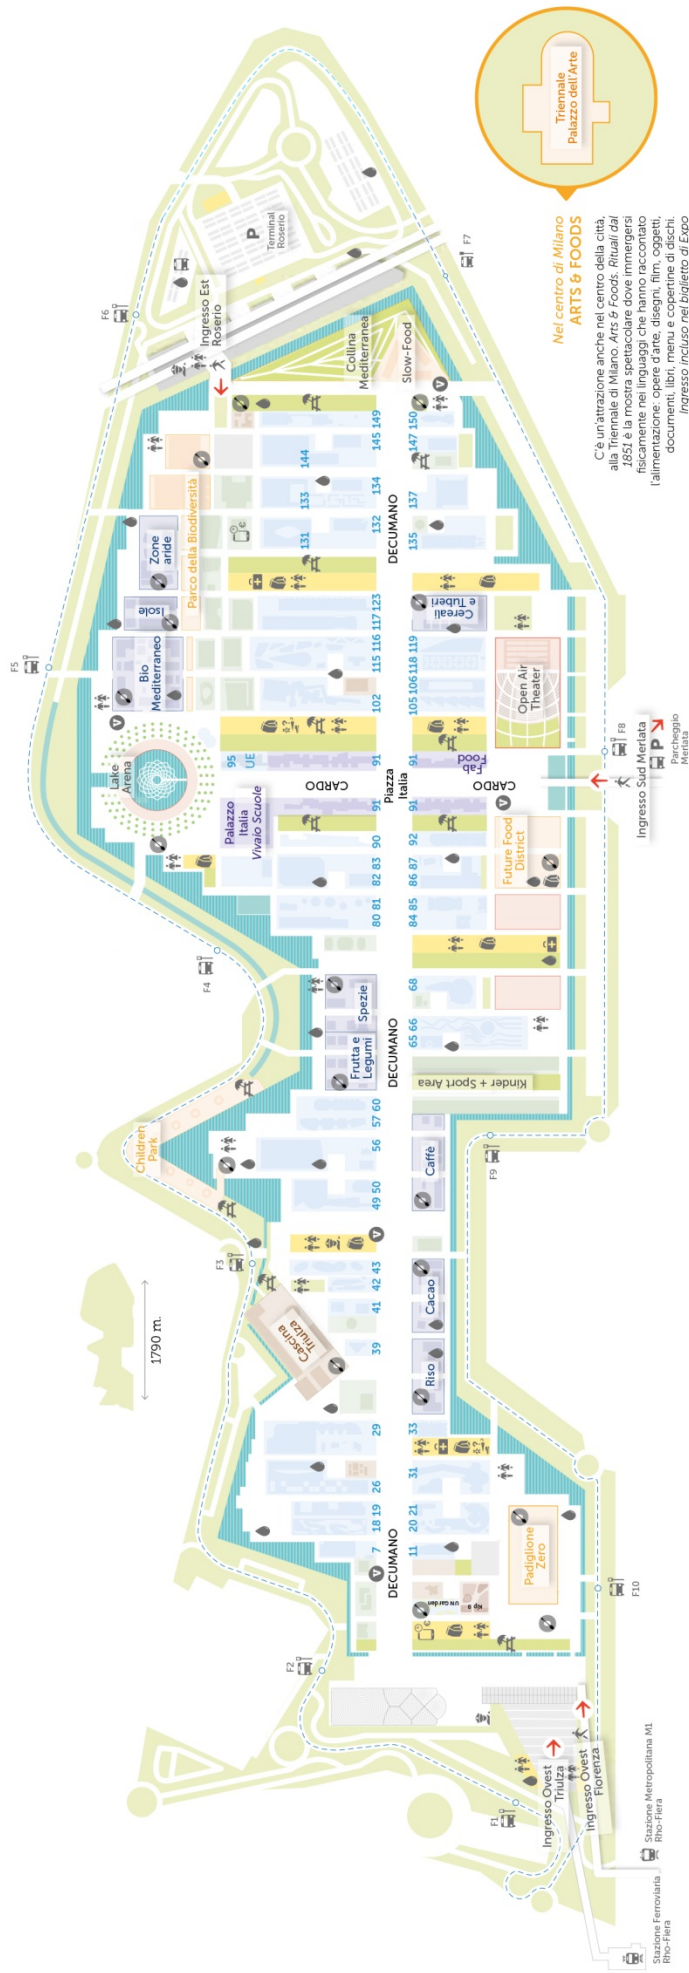 Triennale
Palazzo dell'Arte
Nel centro di Milano
ARTS & FOODS
C'è un'attrazione anche nel centro della città,
alla Triennale di Milano. Arts & Foods. Rituali dal
1851 è la mostra spettacolare dove immergersi
fisicamente nei linguaggi che hanno raccontato
l'alimentazione: opere d'arte, disegni, film, oggetti,
documenti, libri, menu e copertine di dischi.
Ingresso incluso nel biglietto di Expo
F1
F2
F3
F4
F5
F6
F7
F8
F9
F10
P
Terminal
Roserio
Ingresso Est
Roserio
Collina
Mediterranea
Slow-Food
Parco della Biodiversità
Zone
aride
Isole
Bio
Mediterraneo
Lake
Arena
Children
Park
1790 m.
Cascina
Triulza
Palazzo
Italia
Vivaio Scuole
95
UE
Spezie
Frutta e
Legumi
144
133
131
7
18 19
26
29
39
41
42 43
49 50
56
57 60
80 81
82 83
90
91
91
102
115 116
117 123
132
134
145 149
DECUMANO
DECUMANO
DECUMANO
CARDO
Piazza
Italia
CARDO
11
20 21
31
33
65 66
68
84 85
86 87
92
91
91
105 106 118 119
135
137
147 150
Riso
Cacao
Caffè
Kinder + Sport Area
Fab
Food
Cereali
e Tuberi
Open Air
Theater
Future Food
District
UN Garden
Kip 9
Padiglione
Zero
Ingresso Sud Merlata
P
Parcheggio
Merlata
Ingresso Ovest
Triulza
Ingresso Ovest
Fiorenza
Stazione Ferroviaria
Rho-Fiera
Stazione Metropolitana M1
Rho-Fiera
V
V
V
V
V